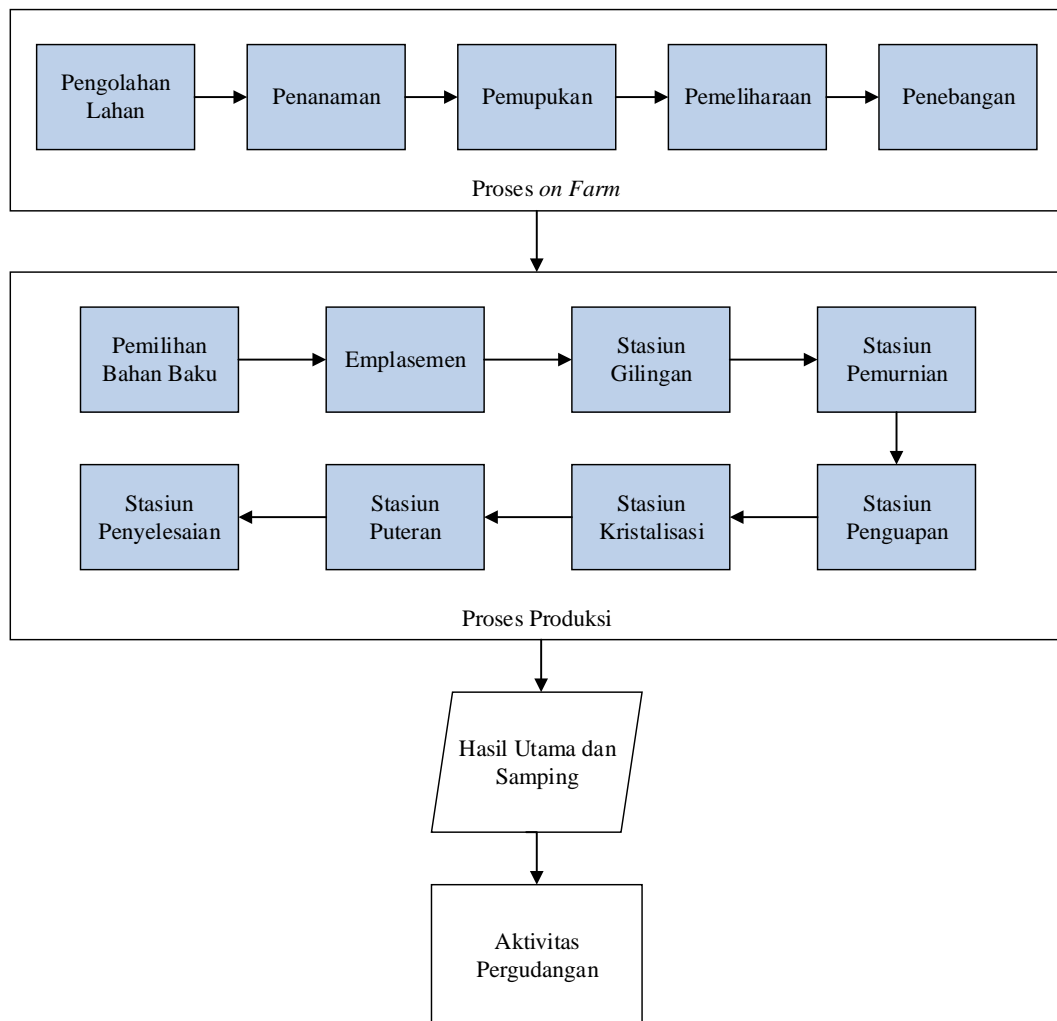 Pengolahan
Lahan
Penanaman
Pemupukan
Pemeliharaan
Penebangan
Proses on Farm
Pemilihan
Bahan Baku
Emplasemen
Stasiun
Gilingan
Stasiun
Pemurnian
Stasiun
Penyelesaian
Stasiun
Puteran
Stasiun
Kristalisasi
Stasiun
Penguapan
Proses Produksi
Hasil Utama dan
Samping
Aktivitas
Pergudangan